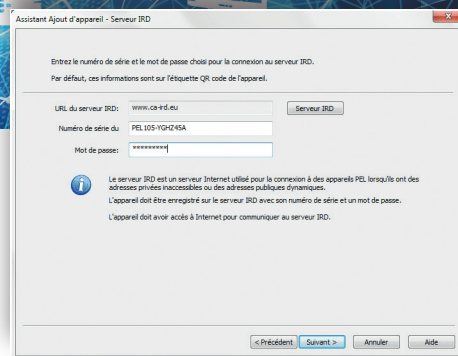 Assistant Ajout d'appareil - Serveur IRD
Entrez le numéro de série et le mot de passe choisi pour la connexion au serveur IRD.
Par défaut, ces informations sont sur l'étiquette QR code de l'appareil.
URL du serveur IRD: www.ca-ird.eu Serveur IRD
Numéro de série du PEL105-YGHZ45A
Mot de passe: *********
Le serveur IRD est un serveur Internet utilisé pour la connexion à des appareils PEL lorsqu'ils ont des
adresses privées inaccessibles ou des adresses publiques dynamiques.
L'appareil doit être enregistré sur le serveur IRD avec son numéro de série et un mot de passe.
L'appareil doit avoir accès à Internet pour communiquer au serveur IRD.
< Précédent Suivant > Annuler Aide